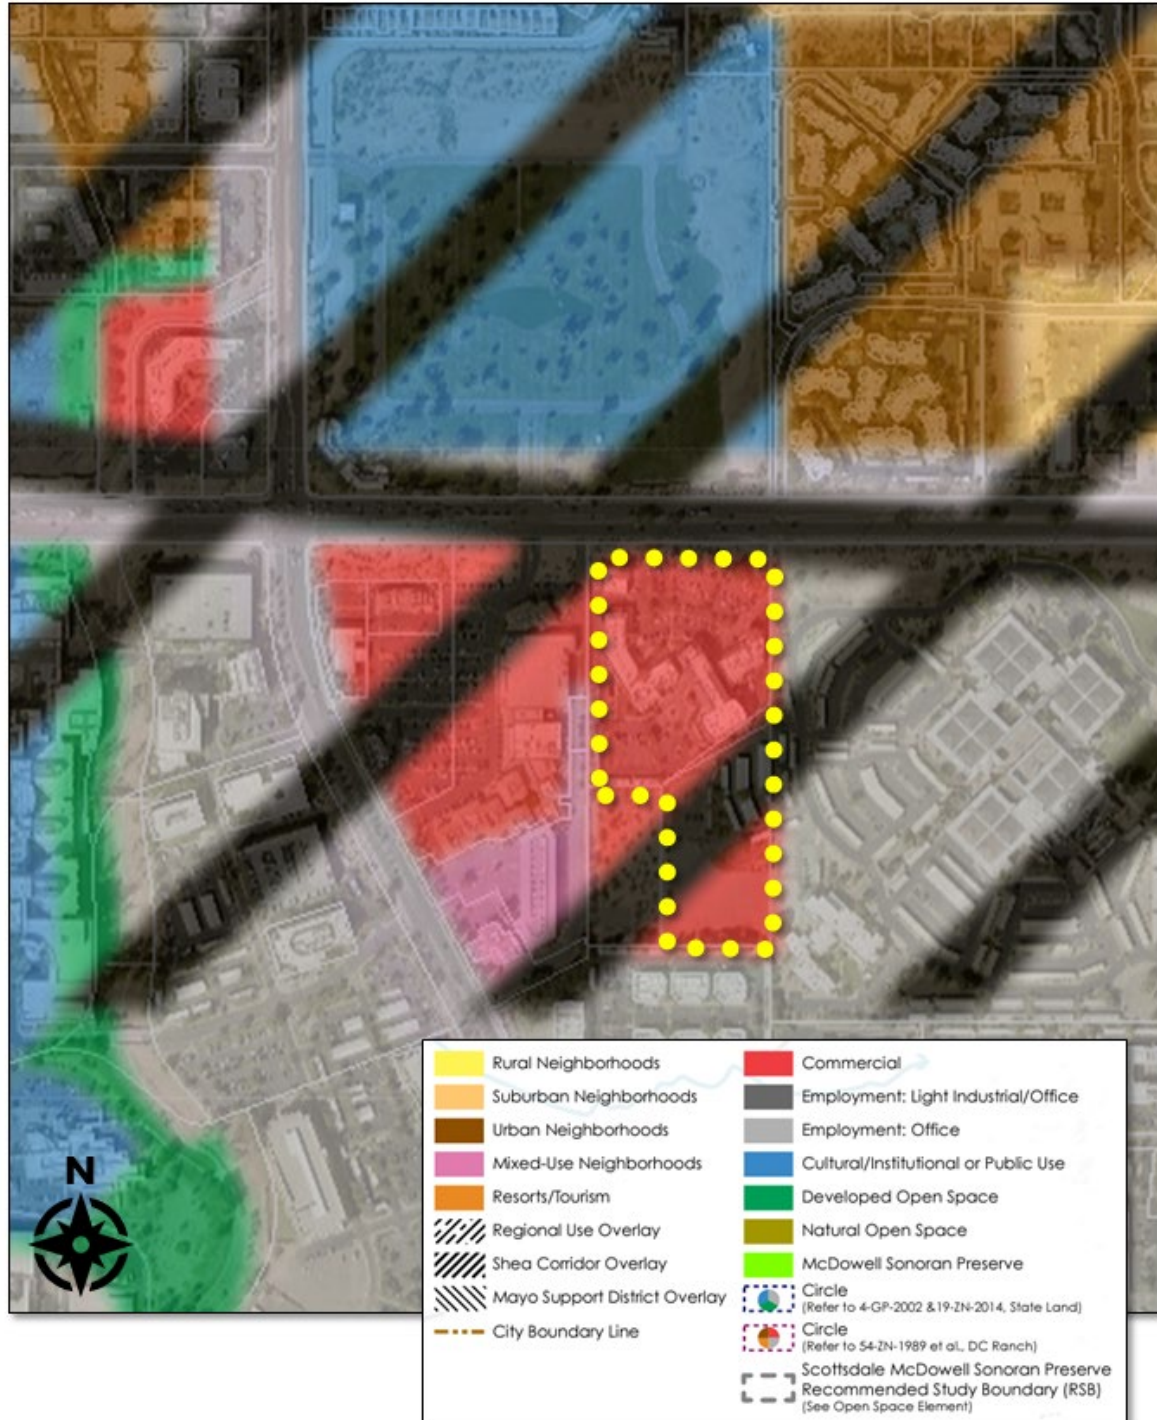 N
Rural Neighborhoods
Suburban Neighborhoods
Urban Neighborhoods
Mixed-Use Neighborhoods
Resorts/Tourism
Regional Use Overlay
Shea Corridor Overlay
Mayo Support District Overlay
City Boundary Line
Commercial
Employment: Light Industrial/Office
Employment: Office
Cultural/Institutional or Public Use
Developed Open Space
Natural Open Space
McDowell Sonoran Preserve
Circle
(Refer to 4-GP-2002 &19-ZN-2014, State Land)
Circle
(Refer to 54-ZN-1989 et al., DC Ranch)
Scottsdale McDowell Sonoran Preserve
Recommended Study Boundary (RSB)
(See Open Space Element)